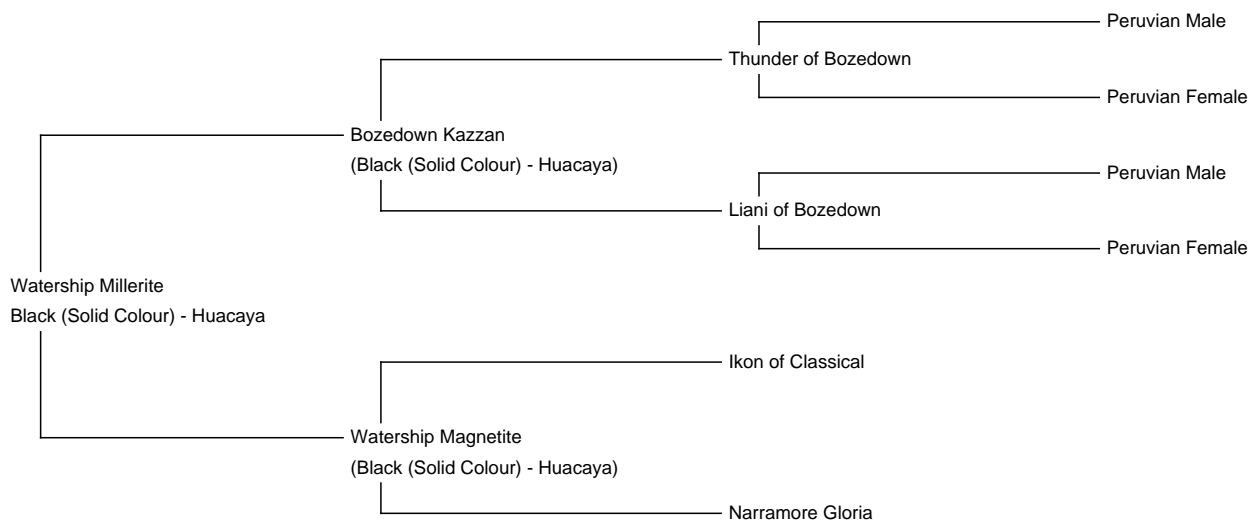 Peruvian Male
Thunder of Bozedown
Peruvian Female
Bozedown Kazzan
(Black (Solid Colour) - Huacaya)
Peruvian Male
Liani of Bozedown
Peruvian Female
Watership Millerite
Black (Solid Colour) - Huacaya
Ikon of Classical
Watership Magnetite
(Black (Solid Colour) - Huacaya)
Narramore Gloria